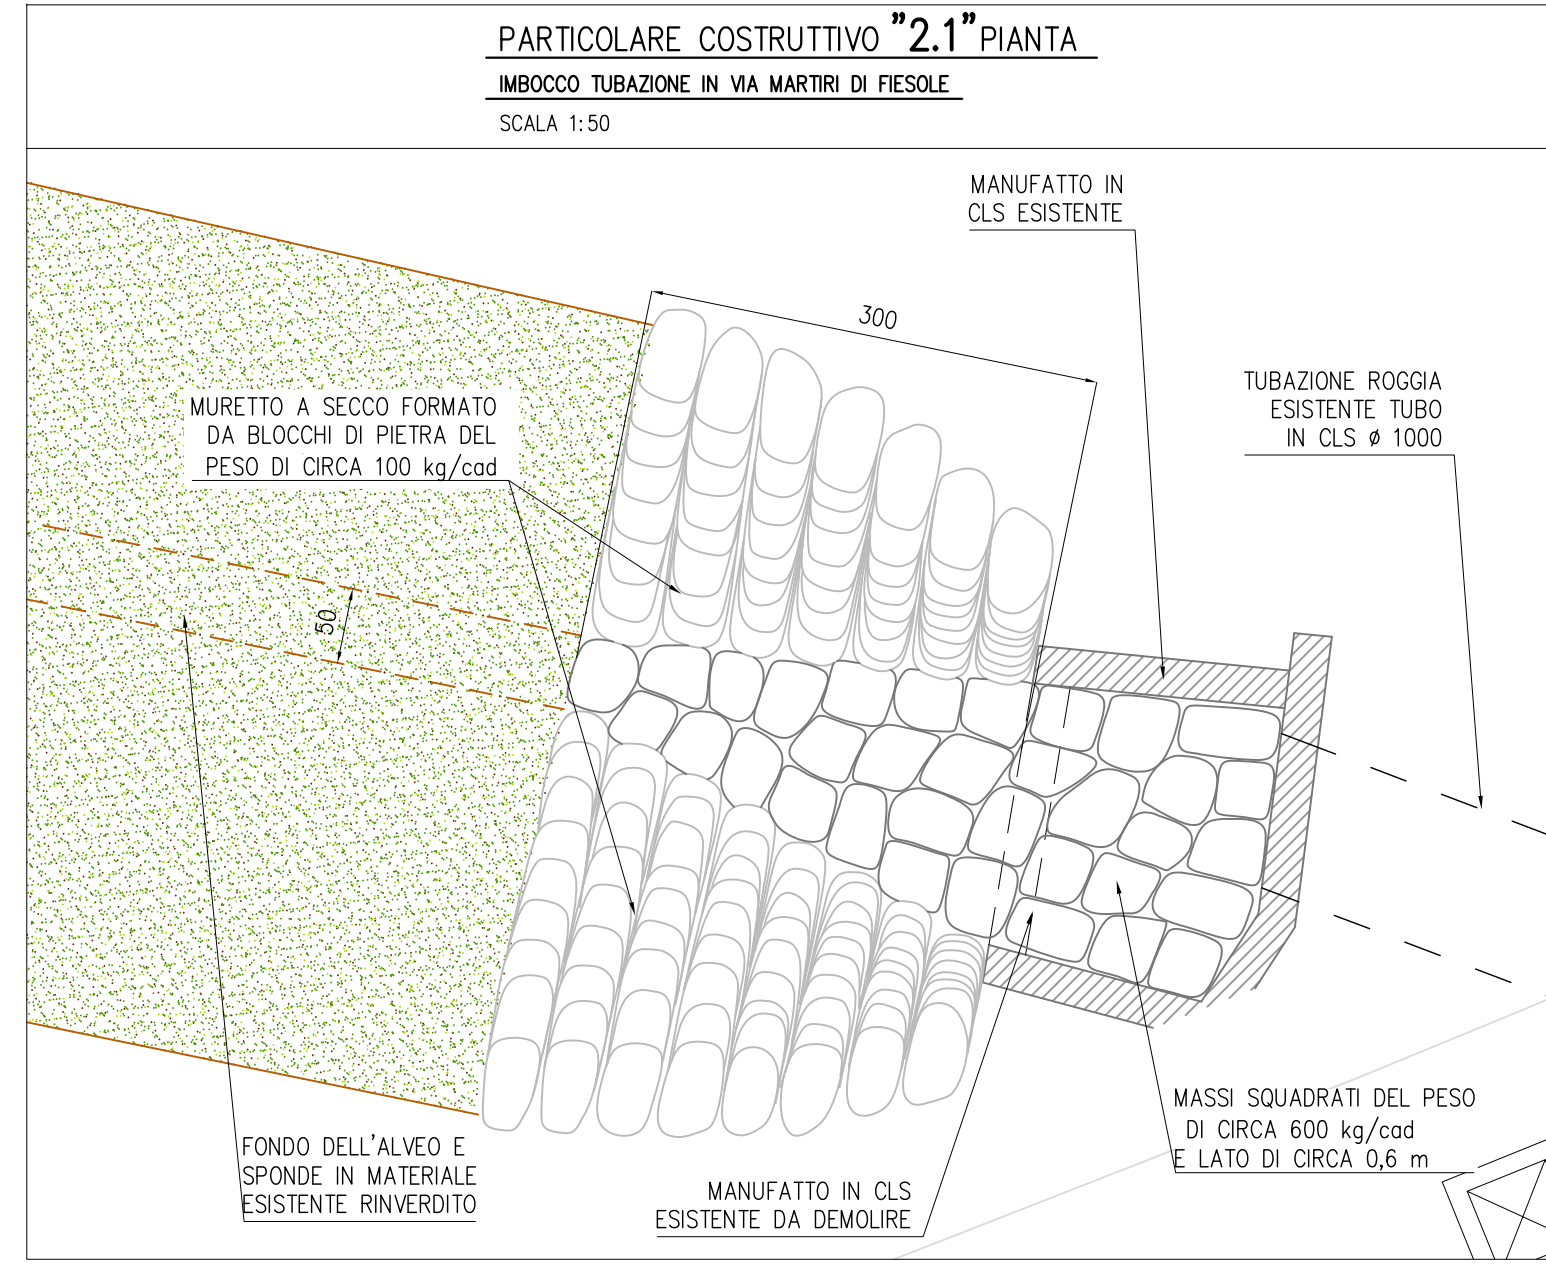 PARTICOLARE COSTRUTTIVO "2.1" PIANTA
IMBOCCO TUBAZIONE IN VIA MARTIRI DI FIESOLE
SCALA 1:50
MANUFATTO IN
CLS ESISTENTE
300
TUBAZIONE ROGGIA
ESISTENTE TUBO
IN CLS ø 1000
MURETTO A SECCO FORMATO
DA BLOCCHI DI PIETRA DEL
PESO DI CIRCA 100 kg/cad
50
FONDO DELL'ALVEO E
SPONDE IN MATERIALE
ESISTENTE RINVERDITO
MANUFATTO IN CLS
ESISTENTE DA DEMOLIRE
MASSI SQUADRATI DEL PESO
DI CIRCA 600 kg/cad
E LATO DI CIRCA 0,6 m